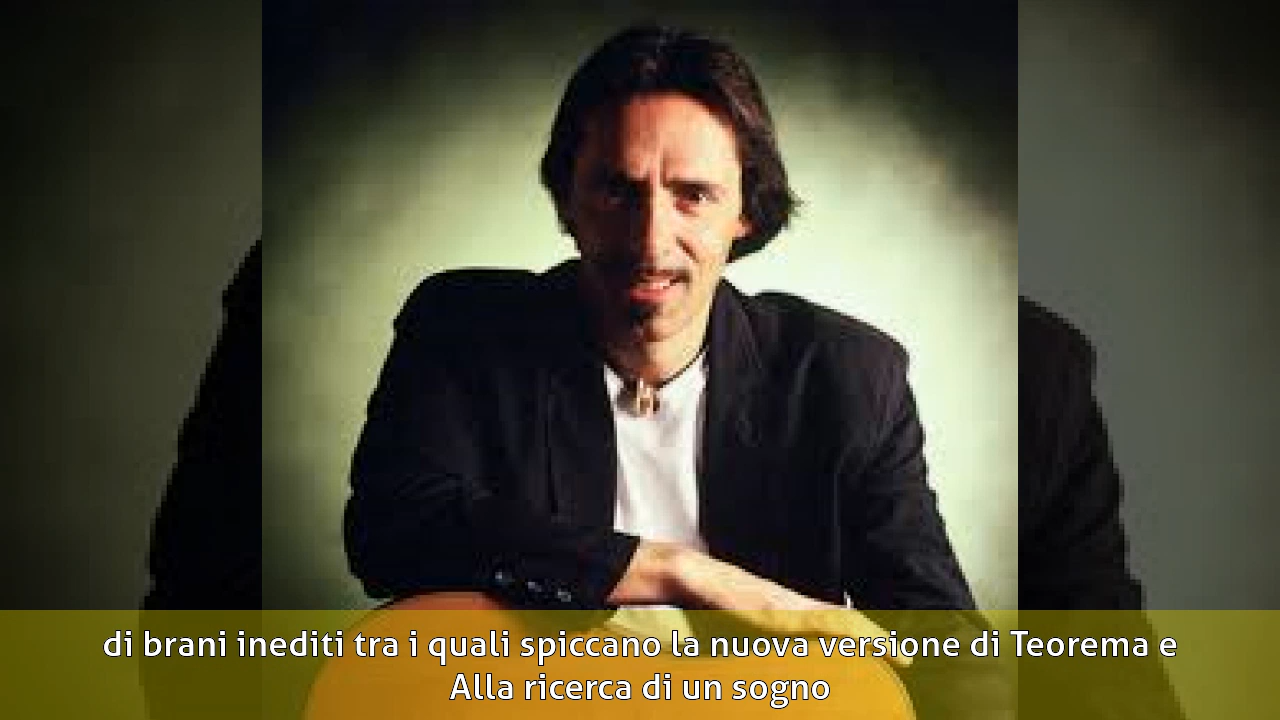 di brani inediti tra i quali spiccano la nuova versione di Teorema e
Alla ricerca di un sogno